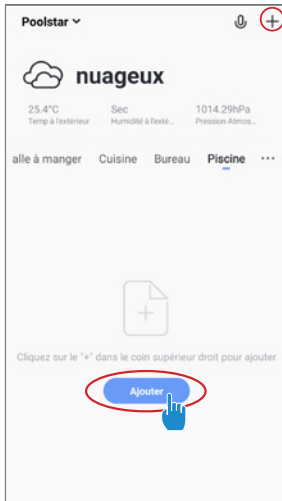 Poolstar
nuageux
25.4°C Sec 1014.29hPa
Temp à l'extérieur Humidité à l'exté... Pression Atmos...
alle à manger Cuisine Bureau Piscine ...
Cliquez sur le "+" dans le coin supérieur droit pour ajouter
Ajouter